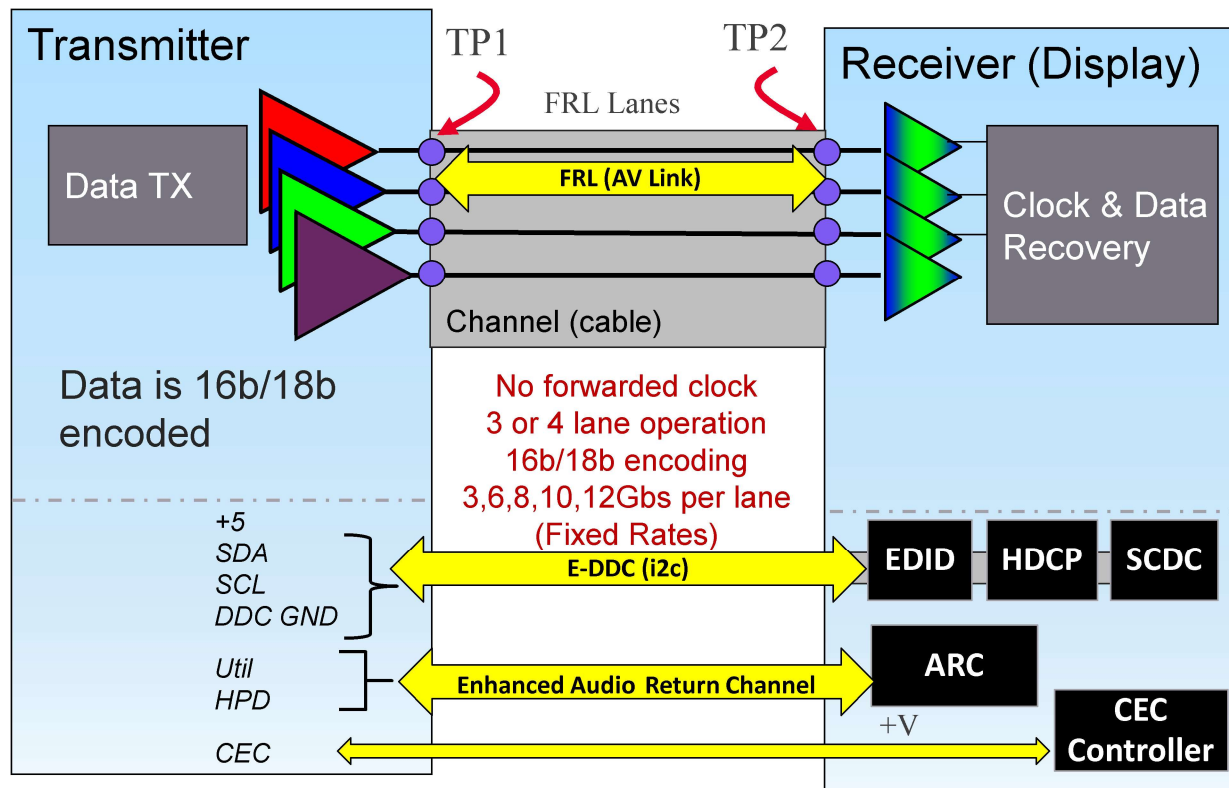 Transmitter
TP1
TP2
Receiver (Display)
FRL Lanes
Data TX
FRL (AV Link)
Clock & Data
Recovery
Channel (cable)
Data is 16b/18b
encoded
No forwarded clock
3 or 4 lane operation
16b/18b encoding
3,6,8,10,12Gbs per lane
(Fixed Rates)
+5
SDA
SCL
DDC GND
E-DDC (i2c)
EDID
HDCP
SCDC
Util
HPD
Enhanced Audio Return Channel
ARC
+V
CEC
CEC
Controller